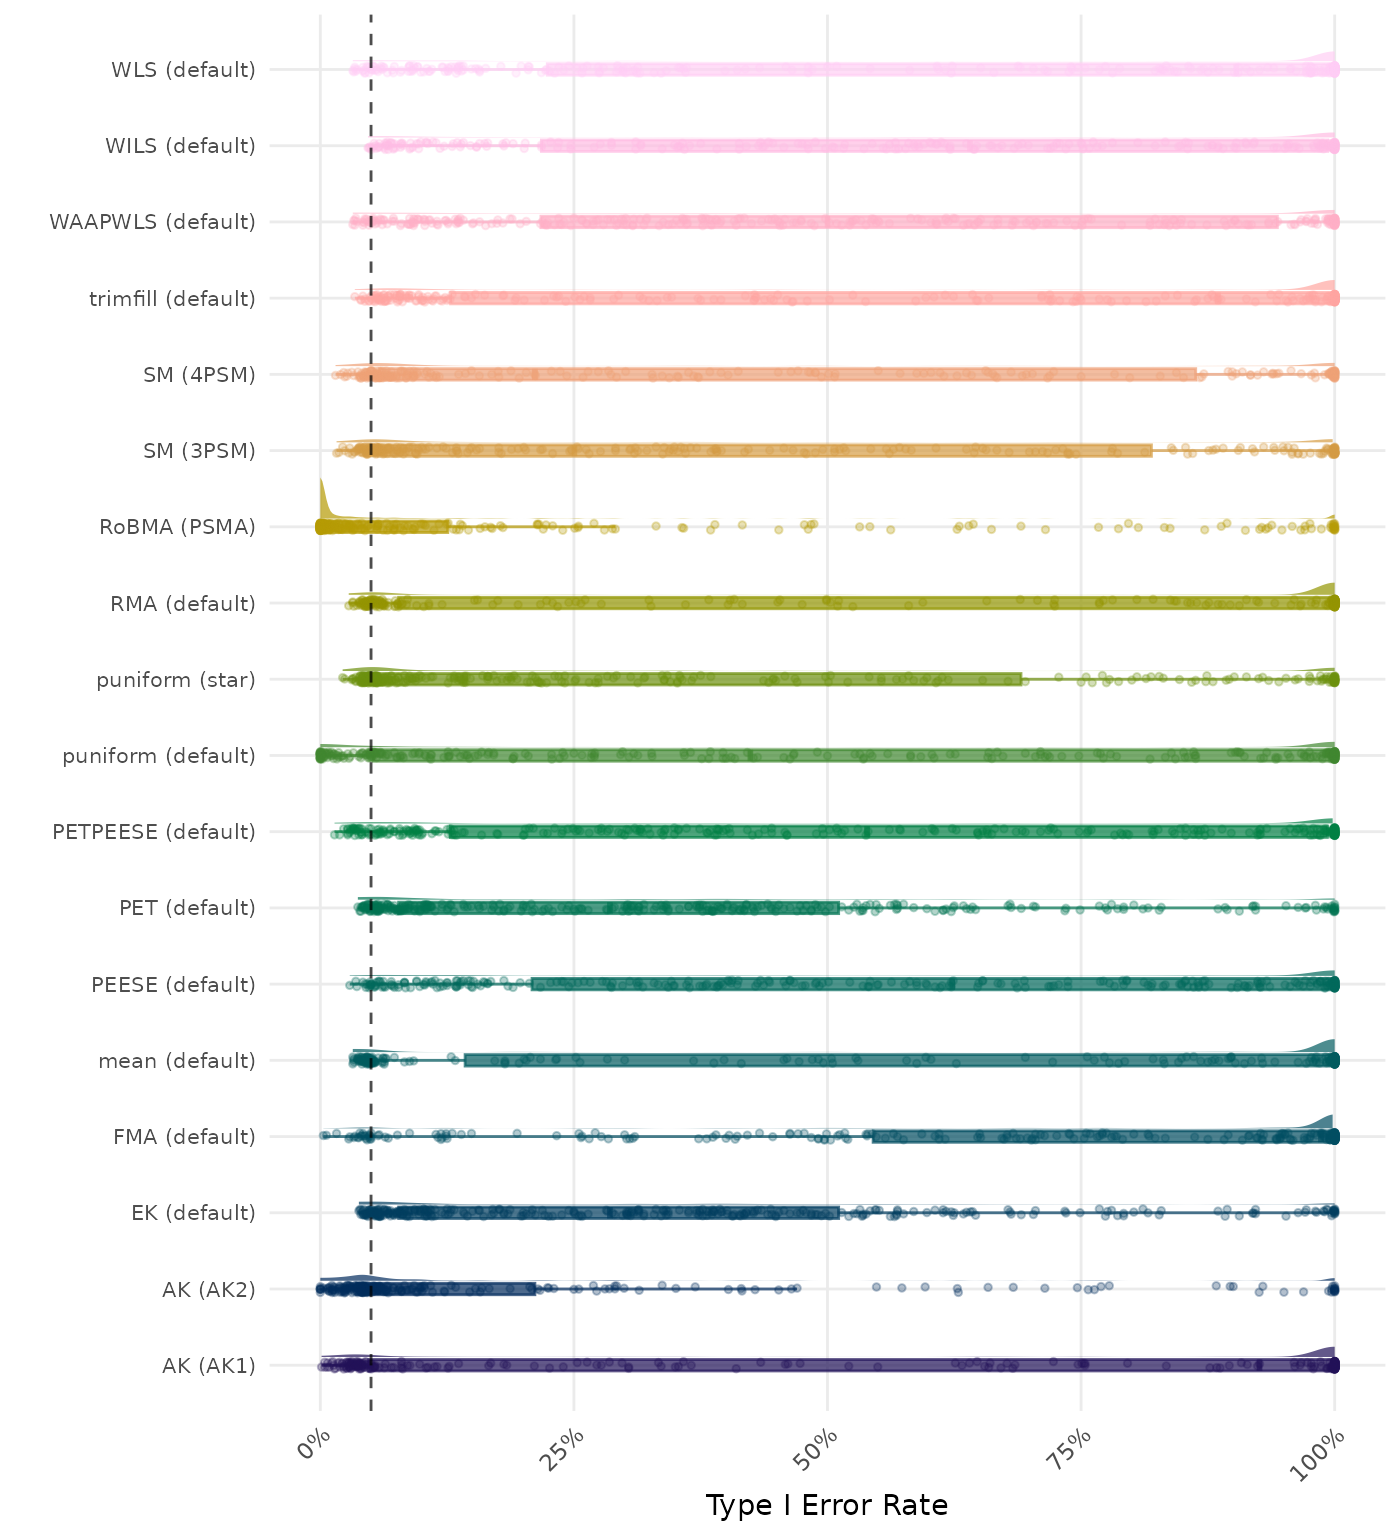 WLS (default)
WILS (default)
WAAPWLS (default)
trimfill (default)
SM (4PSM)
SM (3PSM)
RoBMA (PSMA)
RMA (default)
puniform (star)
puniform (default)
PETPEESE (default)
PET (default)
PEESE (default)
mean (default)
FMA (default)
EK (default)
AK (AK2)
AK (AK1)
0% 25% 50% 75% 100%
Type I Error Rate